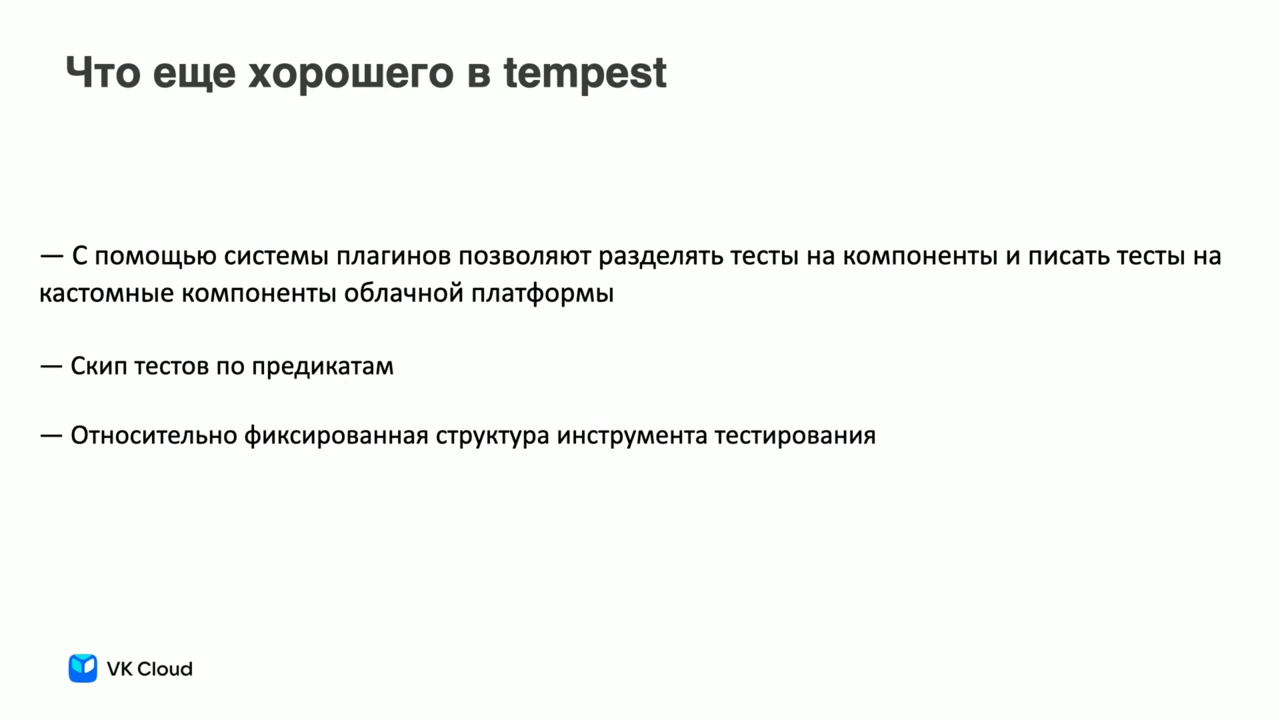 Что еще хорошего в tempest
— С помощью системы плагинов позволяют разделять тесты на компоненты и писать тесты на
кастомные компоненты облачной платформы
— Скип тестов по предикатам
— Относительно фиксированная структура инструмента тестирования
VK Cloud